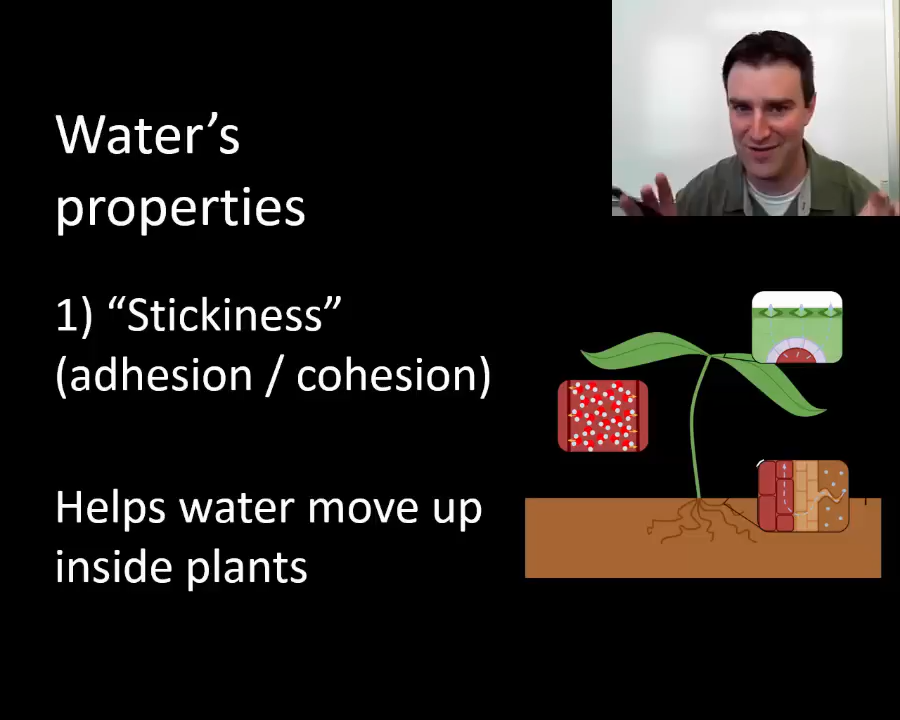 Water’s
properties
1) “Stickiness”
(adhesion / cohesion)
Helps water move up
inside plants